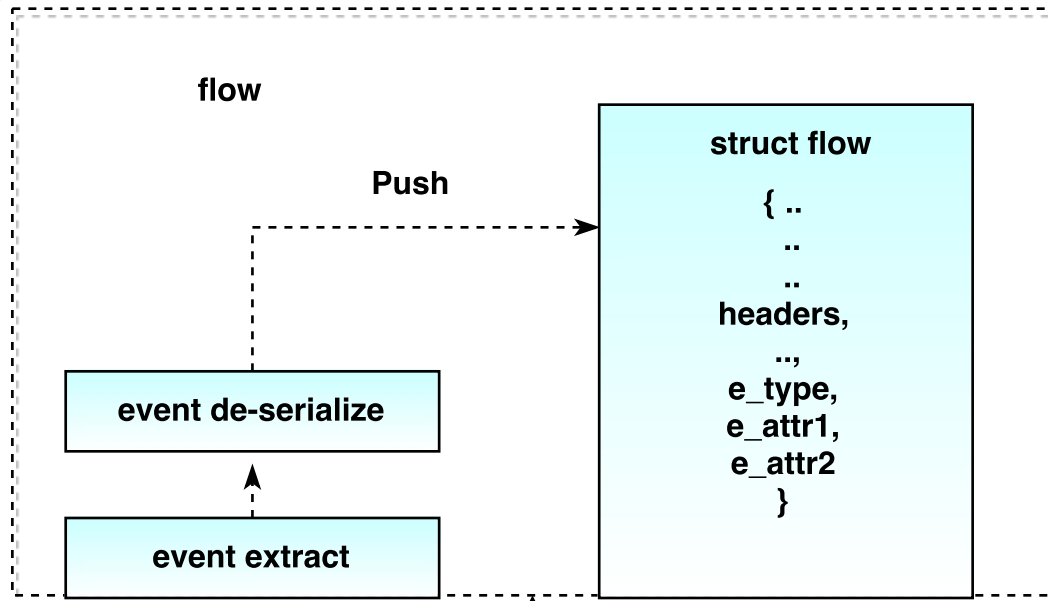 flow
Push
event de-serialize
event extract
struct flow
{ ..
..
..
headers,
..,
e_type,
e_attr1,
e_attr2
}